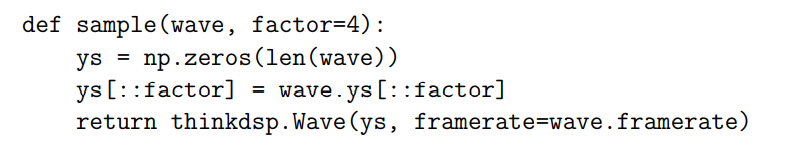 def sample(wave, factor=4):
    ys = np.zeros(len(wave))
    ys[::factor] = wave.ys[::factor]
    return thinkdsp.Wave(ys, framerate=wave.framerate)